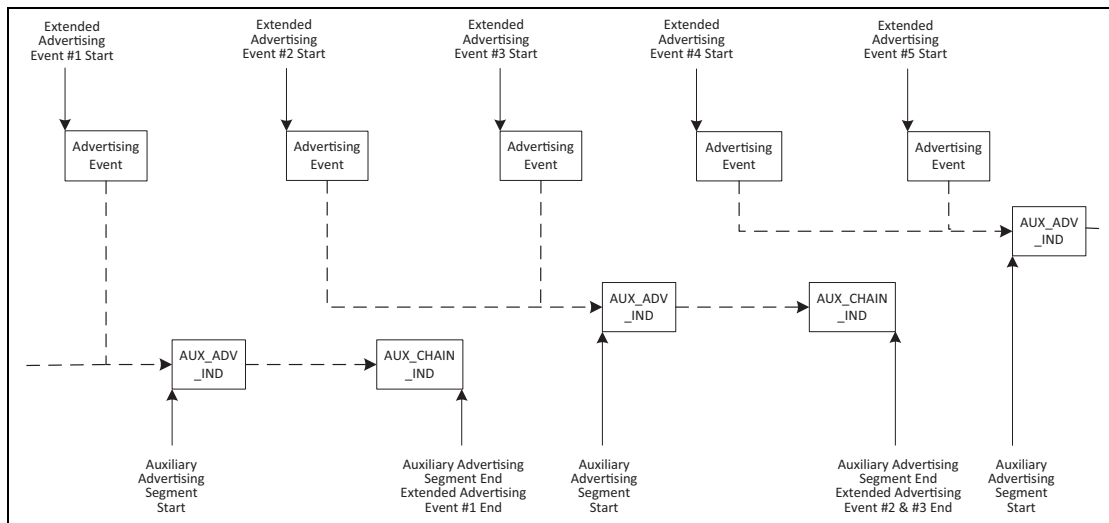 Extended
Advertising
Event #1 Start
Extended
Advertising
Event #2 Start
Extended
Advertising
Event #3 Start
Extended
Advertising
Event #4 Start
Extended
Advertising
Event #5 Start
Advertising
Event
Advertising
Event
Advertising
Event
Advertising
Event
Advertising
Event
AUX_ADV
_IND
AUX_ADV
_IND
AUX_CHAIN
_IND
AUX_ADV
_IND
AUX_CHAIN
_IND
Auxiliary
Advertising
Segment
Start
Auxiliary Advertising
Segment End
Extended Advertising
Event #1 End
Auxiliary
Advertising
Segment
Start
Auxiliary Advertising
Segment End
Extended Advertising
Event #2 & #3 End
Auxiliary
Advertising
Segment
Start